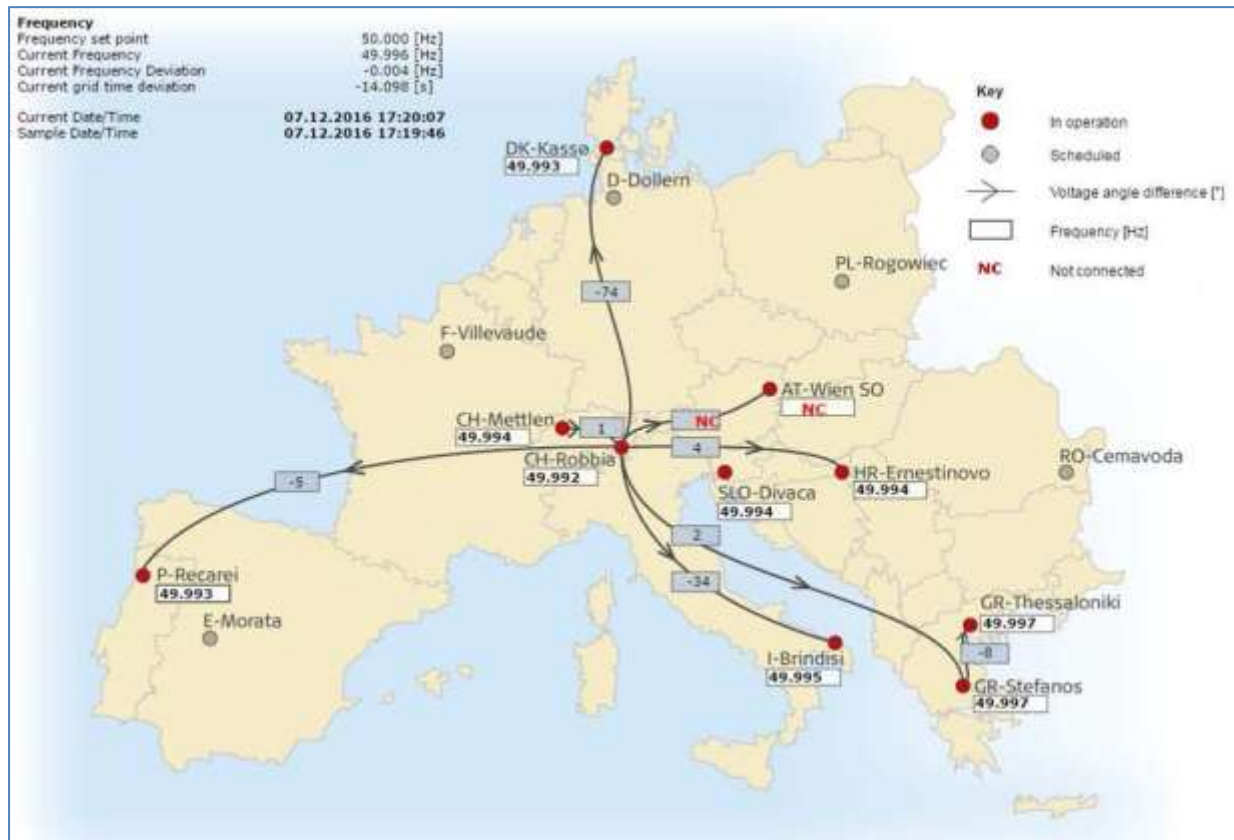 Frequency
Frequency set point 50.000 [Hz]
Current Frequency 49.996 [Hz]
Current Frequency Deviation -0.004 [Hz]
Current grid time deviation -14.098 [s]
Current Date/Time 07.12.2016 17:20:07
Sample Date/Time 07.12.2016 17:19:46
Key
In operation
Scheduled
Voltage angle difference [°]
Frequency [Hz]
NC Not connected
DK-Kassø
49.993
D-Dollern
-74
PL-Rogowiec
F-Villevaude
AT-Wien SO
NC
CH-Mettlen
49.994
1
NC
CH-Robbia
49.992
4
HR-Ernestinovo
49.994
RO-Cernavoda
SLO-Divaca
49.994
-5
2
-34
P-Recarei
49.993
E-Morata
GR-Thessaloniki
49.997
-8
I-Brindisi
49.995
GR-Stefanos
49.997